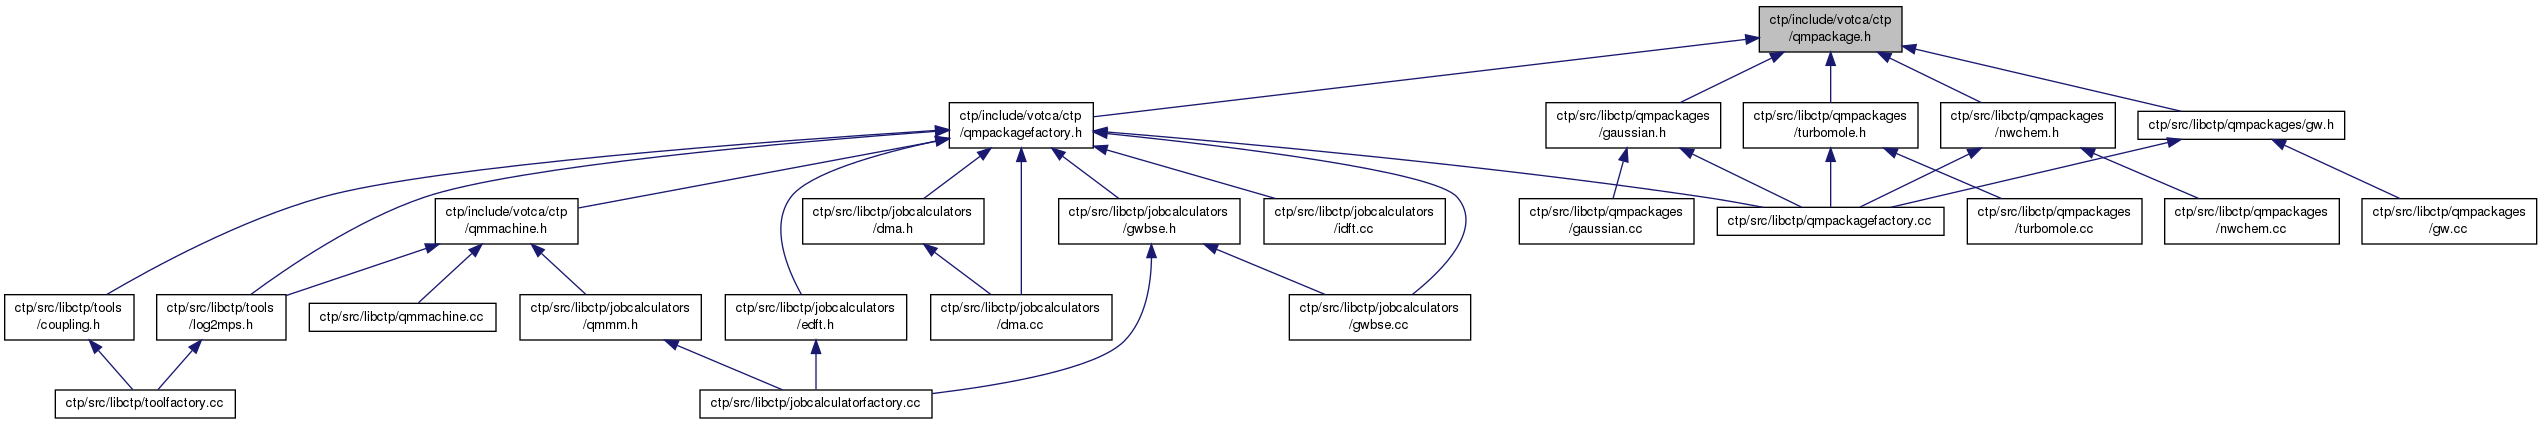 ctp/include/votca/ctp
/qmpackage.h
ctp/include/votca/ctp
/qmpackagefactory.h
ctp/src/libctp/qmpackages
/gaussian.h
ctp/src/libctp/qmpackages
/turbomole.h
ctp/src/libctp/qmpackages
/nwchem.h
ctp/src/libctp/qmpackages/gw.h
ctp/include/votca/ctp
/qmmachine.h
ctp/src/libctp/jobcalculators
/dma.h
ctp/src/libctp/jobcalculators
/gwbse.h
ctp/src/libctp/jobcalculators
/idft.cc
ctp/src/libctp/qmpackages
/gaussian.cc
ctp/src/libctp/qmpackagefactory.cc
ctp/src/libctp/qmpackages
/turbomole.cc
ctp/src/libctp/qmpackages
/nwchem.cc
ctp/src/libctp/qmpackages
/gw.cc
ctp/src/libctp/tools
/coupling.h
ctp/src/libctp/tools
/log2mps.h
ctp/src/libctp/qmmachine.cc
ctp/src/libctp/jobcalculators
/qmmm.h
ctp/src/libctp/jobcalculators
/edft.h
ctp/src/libctp/jobcalculators
/dma.cc
ctp/src/libctp/jobcalculators
/gwbse.cc
ctp/src/libctp/toolfactory.cc
ctp/src/libctp/jobcalculatorfactory.cc